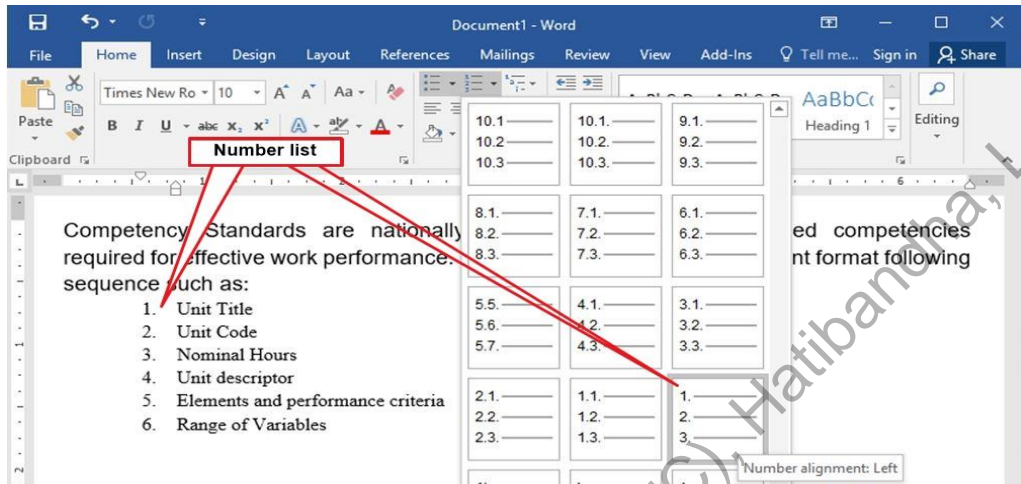 Document1 - Word
File Home Insert Design Layout References Mailings Review View Add-Ins Tell me... Sign in Share
Paste
Times New Ro 10 A A Aa
B I U abc X₂ X² A aby A
AaBbCc
Heading 1
Editing
Clipboard
Number list
1 2 6
10.1
10.2
10.3
10.1.
10.2.
10.3.
9.1.
9.2.
9.3.
8.1.
8.2.
8.3.
7.1.
7.2.
7.3.
6.1.
6.2.
6.3.
5.5.
5.6.
5.7.
4.1.
4.2.
4.3.
3.1.
3.2.
3.3.
2.1.
2.2.
2.3.
1.1.
1.2.
1.3.
1.
2.
3.
Number alignment: Left
Competency Standards are nationally ed competencies
required for effective work performance. nt format following
sequence such as:
1. Unit Title
2. Unit Code
3. Nominal Hours
4. Unit descriptor
5. Elements and performance criteria
6. Range of Variables
Hatibandha,